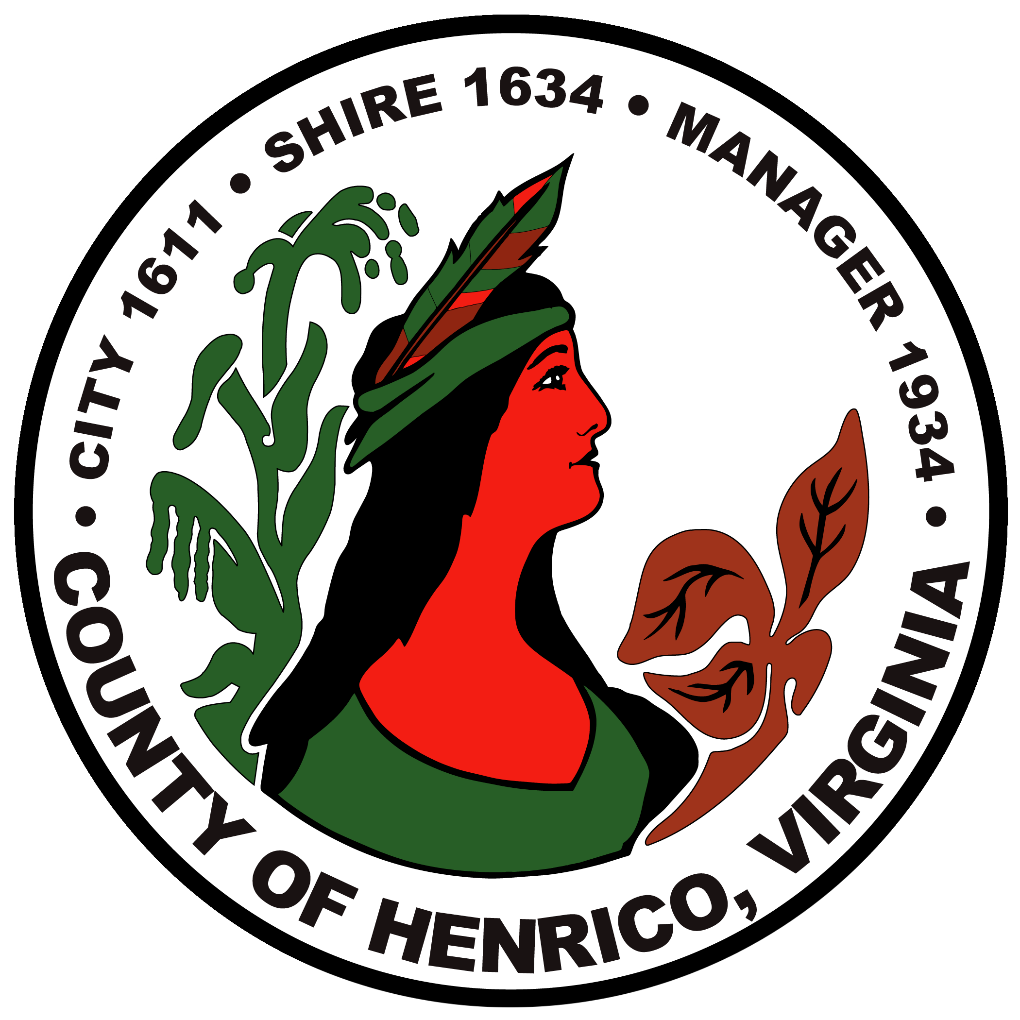 • CITY 1611 • SHIRE 1634 • MANAGER 1934 •
COUNTY OF HENRICO, VIRGINIA